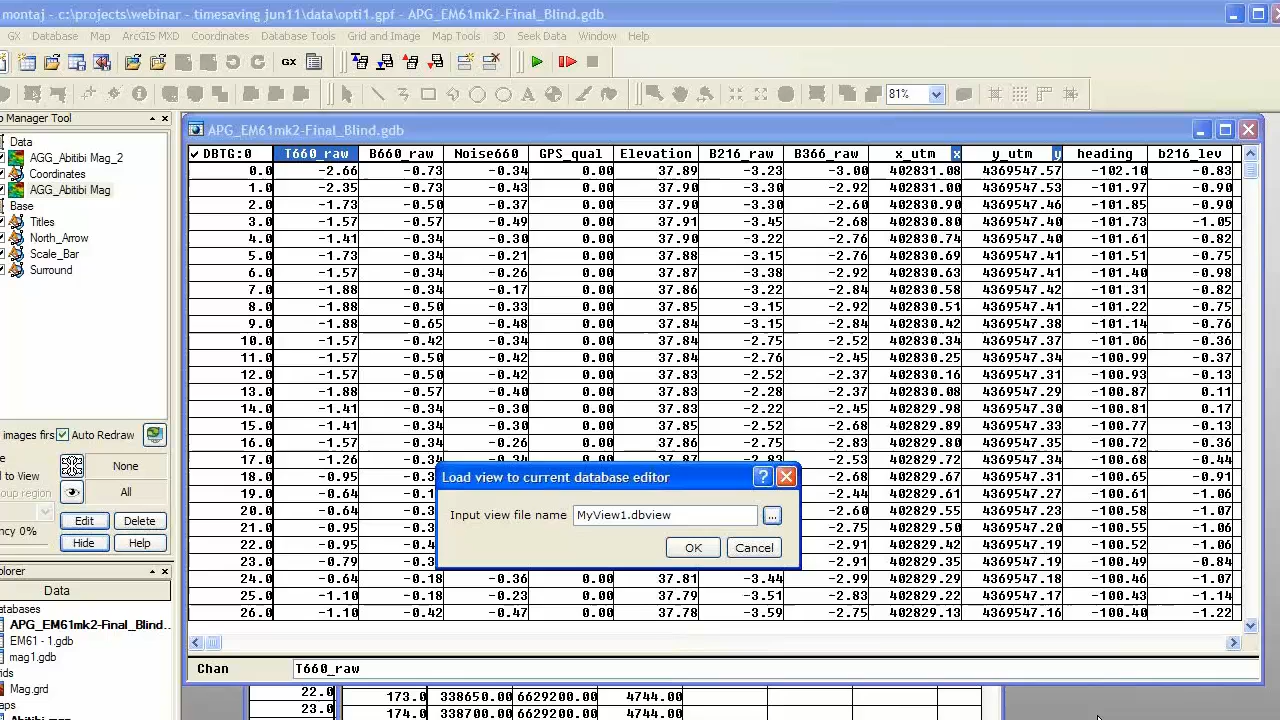 montaj - c:\projects\webinar - timesaving jun11\data\opti1.gpf - APG_EM61mk2-Final_Blind.gdb
GX Database Map ArcGIS MXD Coordinates Database Tools Grid and Image Map Tools 3D Seek Data Window Help
GX
81%
Manager Tool
Data
AGG_Abitibi Mag_2
Coordinates
AGG_Abitibi Mag
Base
Titles
North_Arrow
Scale_Bar
Surround
images firs Auto Redraw
None
to View
oup region All
ncy 0% Edit Delete
Hide Help
plorer
Data
atabases
APG_EM61mk2-Final_Blind..
EM61 - 1.gdb
mag1.gdb
rids
Mag.grd
aps
Abitibi.map
APG_EM61mk2-Final_Blind.gdb
DBTG:0 T660_raw B660_raw Noise660 GPS_qual Elevation B216_raw B366_raw x_utm x y_utm y heading b216_lev
0.0 -2.66 -0.73 -0.34 0.00 37.89 -3.23 -3.00 402831.08 4369547.57 -102.10 -0.83
1.0 -2.35 -0.73 -0.43 0.00 37.90 -3.30 -2.92 402831.00 4369547.53 -101.97 -0.90
2.0 -1.73 -0.50 -0.37 0.00 37.90 -3.30 -2.60 402830.90 4369547.46 -101.85 -0.90
3.0 -1.57 -0.57 -0.49 0.00 37.91 -3.45 -2.68 402830.80 4369547.40 -101.73 -1.05
4.0 -1.41 -0.34 -0.30 0.00 37.90 -3.22 -2.76 402830.74 4369547.40 -101.61 -0.82
5.0 -1.73 -0.34 -0.21 0.00 37.88 -3.15 -2.76 402830.69 4369547.41 -101.51 -0.75
6.0 -1.57 -0.34 -0.26 0.00 37.87 -3.38 -2.92 402830.63 4369547.41 -101.40 -0.98
7.0 -1.88 -0.34 -0.17 0.00 37.86 -3.22 -2.84 402830.58 4369547.42 -101.31 -0.82
8.0 -1.88 -0.50 -0.33 0.00 37.85 -3.15 -2.76 402830.51 4369547.41 -101.22 -0.75
9.0 -1.88 -0.65 -0.48 0.00 37.84 -3.15 -2.84 402830.42 4369547.38 -101.14 -0.76
10.0 -1.57 -0.42 -0.34 0.00 37.84 -2.75 -2.52 402830.34 4369547.37 -101.06 -0.36
11.0 -1.57 -0.50 -0.42 0.00 37.84 -2.76 -2.45 402830.25 4369547.34 -100.99 -0.37
12.0 -1.57 -0.50 -0.42 0.00 37.84 -2.52 -2.38 402830.16 4369547.31 -100.93 -0.13
13.0 -1.88 -0.57 -0.40 0.00 37.83 -2.28 -2.37 402830.08 4369547.29 -100.87 0.11
14.0 -1.41 -0.34 -0.30 0.00 37.83 -2.22 -2.45 402829.98 4369547.30 -100.81 0.17
15.0 -1.41 -0.34 -0.30 0.00 37.85 -2.52 -2.84 402829.89 4369547.33 -100.77 -0.13
16.0 -1.57 -0.34 -0.26 0.00 37.86 -2.75 -2.83 402829.80 4369547.35 -100.72 -0.36
17.0 -1.26 -0.34 -0.34 0.00 37.87 -2.83 -2.53 402829.72 4369547.34 -100.68 -0.44
18.0 -0.95 -0.3 -2.68 402829.67 4369547.31 -100.65 -0.91
19.0 -0.64 -0.1 -2.44 402829.61 4369547.27 -100.61 -1.06
20.0 -0.64 -0.3 -2.68 402829.55 4369547.23 -100.58 -1.07
21.0 -0.95 -0.3 -2.90 402829.50 4369547.20 -100.55 -1.06
22.0 -0.95 -0.4 -2.91 402829.42 4369547.19 -100.52 -1.06
23.0 -0.79 -0.3 -2.91 402829.35 4369547.19 -100.49 -0.84
24.0 -0.64 -0.18 -0.36 0.00 37.81 -3.44 -2.99 402829.29 4369547.18 -100.46 -1.07
25.0 -1.10 -0.18 -0.23 0.00 37.79 -3.51 -2.83 402829.22 4369547.17 -100.43 -1.14
26.0 -1.10 -0.42 -0.47 0.00 37.78 -3.59 -2.75 402829.13 4369547.16 -100.40 -1.22
Load view to current database editor
Input view file name MyView1.dbview ...
OK Cancel
Chan T660_raw
22.0 173.0 338650.00 6629200.00 4744.00
23.0 174.0 338700.00 6629200.00 4744.00